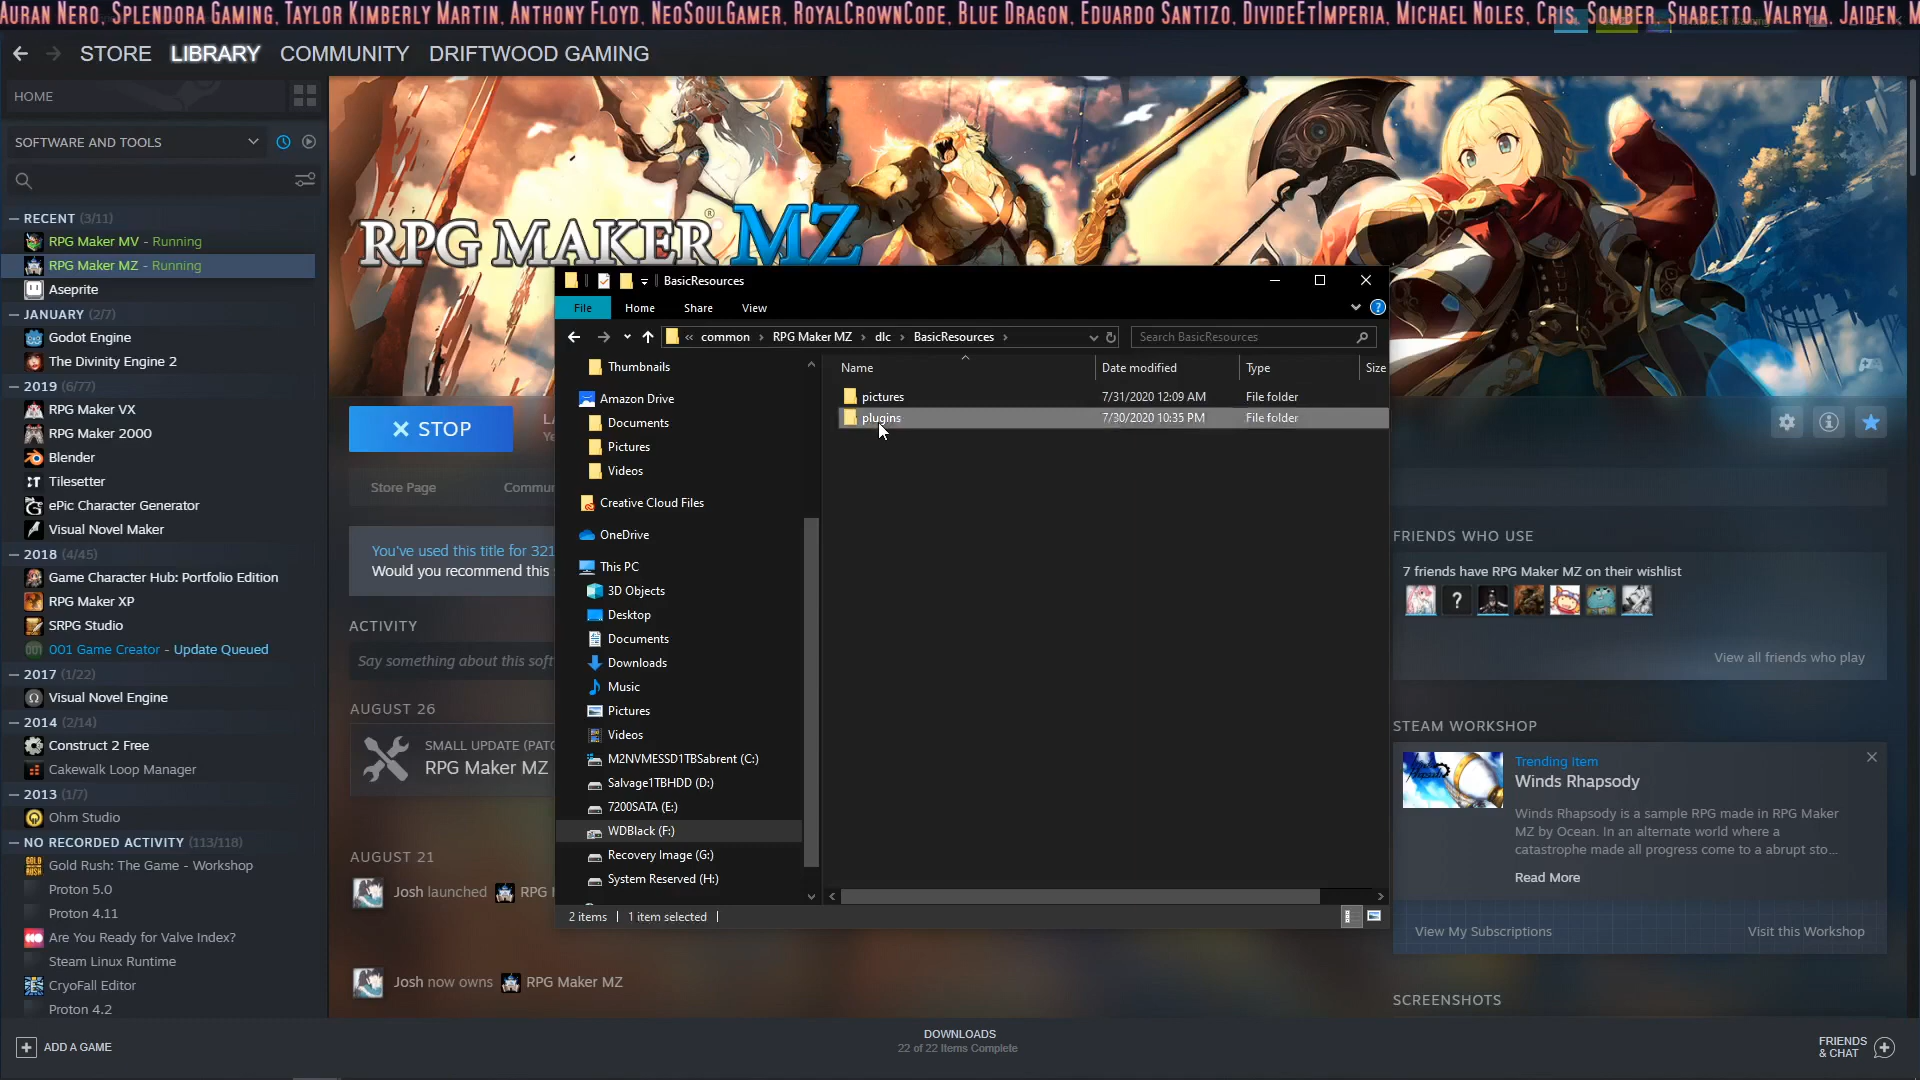 AURAN NERO, SPLENDORA GAMING, TAYLOR KIMBERLY MARTIN, ANTHONY FLOYD, NEOSOULGAMER, ROYALCROWNCODE, BLUE DRAGON, EDUARDO SANTIZO, DIVIDEETIMPERIA, MICHAEL NOLES, CRIS_SOMBER, SHABETTO, VALRYIA, JAIDEN, M
STORE LIBRARY COMMUNITY DRIFTWOOD GAMING
HOME
SOFTWARE AND TOOLS
RECENT (3/11)
RPG Maker MV - Running
RPG Maker MZ - Running
Aseprite
JANUARY (2/7)
Godot Engine
The Divinity Engine 2
2019 (6/77)
RPG Maker VX
RPG Maker 2000
Blender
Tilesetter
ePic Character Generator
Visual Novel Maker
2018 (4/45)
Game Character Hub: Portfolio Edition
RPG Maker XP
SRPG Studio
001 Game Creator - Update Queued
2017 (1/22)
Visual Novel Engine
2014 (2/14)
Construct 2 Free
Cakewalk Loop Manager
2013 (1/7)
Ohm Studio
NO RECORDED ACTIVITY (113/118)
Gold Rush: The Game - Workshop
Proton 5.0
Proton 4.11
Are You Ready for Valve Index?
Steam Linux Runtime
CryoFall Editor
Proton 4.2
ADD A GAME
RPG MAKER® MZ
STOP
Store Page
You've used this title for 321
Would you recommend this
ACTIVITY
Say something about this soft
AUGUST 26
SMALL UPDATE (PATC
RPG Maker MZ
AUGUST 21
Josh launched RPG
Josh now owns RPG Maker MZ
BasicResources
File Home Share View
« common > RPG Maker MZ > dlc > BasicResources >
Search BasicResources
Thumbnails
Amazon Drive
Documents
Pictures
Videos
Creative Cloud Files
OneDrive
This PC
3D Objects
Desktop
Documents
Downloads
Music
Pictures
Videos
M2NVMESSD1TBSabrent (C:)
Salvage1TBHDD (D:)
7200SATA (E:)
WDBlack (F:)
Recovery Image (G:)
System Reserved (H:)
Name Date modified Type Size
pictures 7/31/2020 12:09 AM File folder
plugins 7/30/2020 10:35 PM File folder
2 items 1 item selected
FRIENDS WHO USE
7 friends have RPG Maker MZ on their wishlist
?
View all friends who play
STEAM WORKSHOP
Trending Item
Winds Rhapsody
Winds Rhapsody is a sample RPG made in RPG Maker
MZ by Ocean. In an alternate world where a
catastrophe made all progress come to a abrupt sto...
Read More
View My Subscriptions Visit this Workshop
SCREENSHOTS
DOWNLOADS
22 of 22 Items Complete
FRIENDS
& CHAT